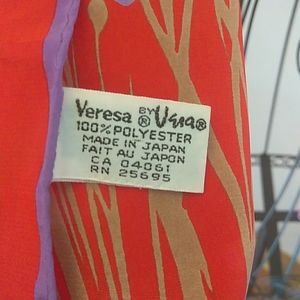 Veresa ® BY Vera ®
100% POLYESTER
MADE IN JAPAN
FAIT AU JAPON
CA 04061
RN 25695